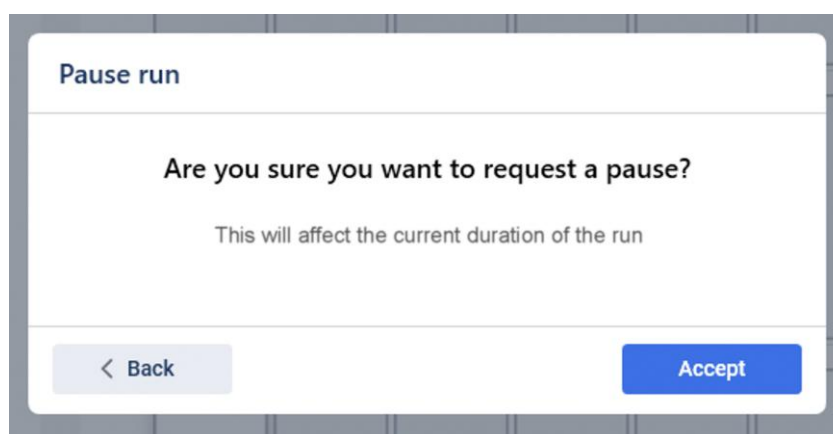 Pause run
Are you sure you want to request a pause?
This will affect the current duration of the run
Back
Accept